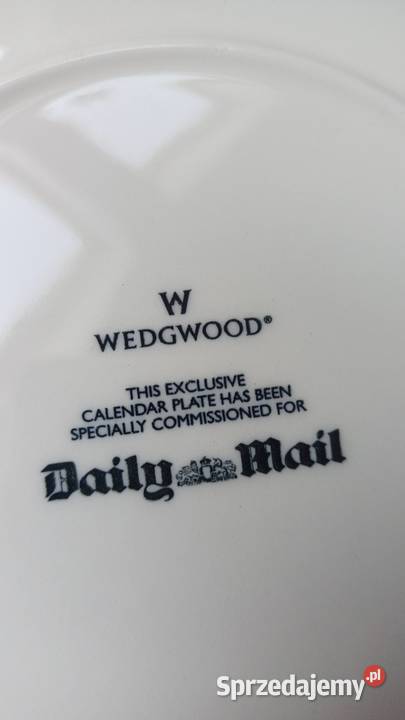 W
WEDGWOOD®
THIS EXCLUSIVE
CALENDAR PLATE HAS BEEN
SPECIALLY COMMISSIONED FOR
Daily Mail
Sprzedajemy.pl